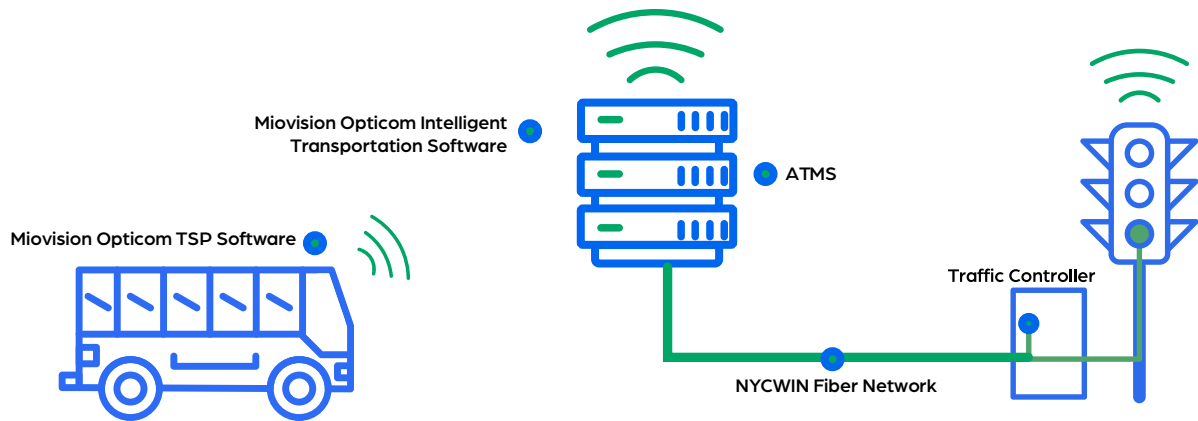 Miovision Opticom Intelligent
Transportation Software
ATMS
Miovision Opticom TSP Software
Traffic Controller
NYCWIN Fiber Network